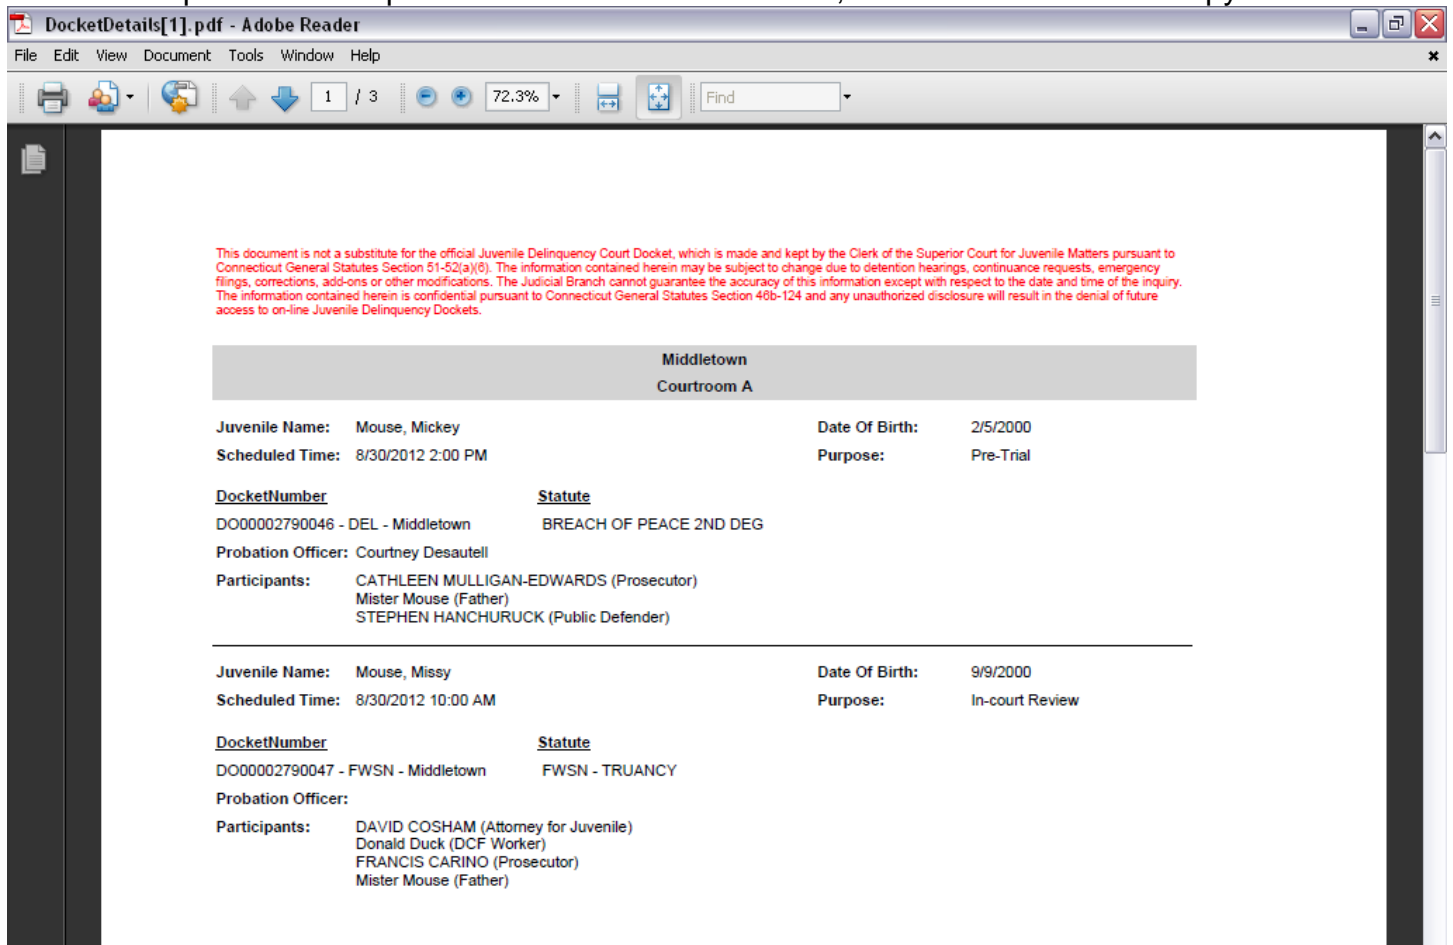 DocketDetails[1].pdf - Adobe Reader
File Edit View Document Tools Window Help
1 / 3 72.3% Find
This document is not a substitute for the official Juvenile Delinquency Court Docket, which is made and kept by the Clerk of the Superior Court for Juvenile Matters pursuant to
Connecticut General Statutes Section 51-52(a)(6). The information contained herein may be subject to change due to detention hearings, continuance requests, emergency
filings, corrections, add-ons or other modifications. The Judicial Branch cannot guarantee the accuracy of this information except with respect to the date and time of the inquiry.
The information contained herein is confidential pursuant to Connecticut General Statutes Section 46b-124 and any unauthorized disclosure will result in the denial of future
access to on-line Juvenile Delinquency Dockets.
Middletown
Courtroom A
Juvenile Name: Mouse, Mickey Date Of Birth: 2/5/2000
Scheduled Time: 8/30/2012 2:00 PM Purpose: Pre-Trial
DocketNumber Statute
DO00002790046 - DEL - Middletown BREACH OF PEACE 2ND DEG
Probation Officer: Courtney Desautell
Participants: CATHLEEN MULLIGAN-EDWARDS (Prosecutor)
Mister Mouse (Father)
STEPHEN HANCHURUCK (Public Defender)
Juvenile Name: Mouse, Missy Date Of Birth: 9/9/2000
Scheduled Time: 8/30/2012 10:00 AM Purpose: In-court Review
DocketNumber Statute
DO00002790047 - FWSN - Middletown FWSN - TRUANCY
Probation Officer:
Participants: DAVID COSHAM (Attorney for Juvenile)
Donald Duck (DCF Worker)
FRANCIS CARINO (Prosecutor)
Mister Mouse (Father)